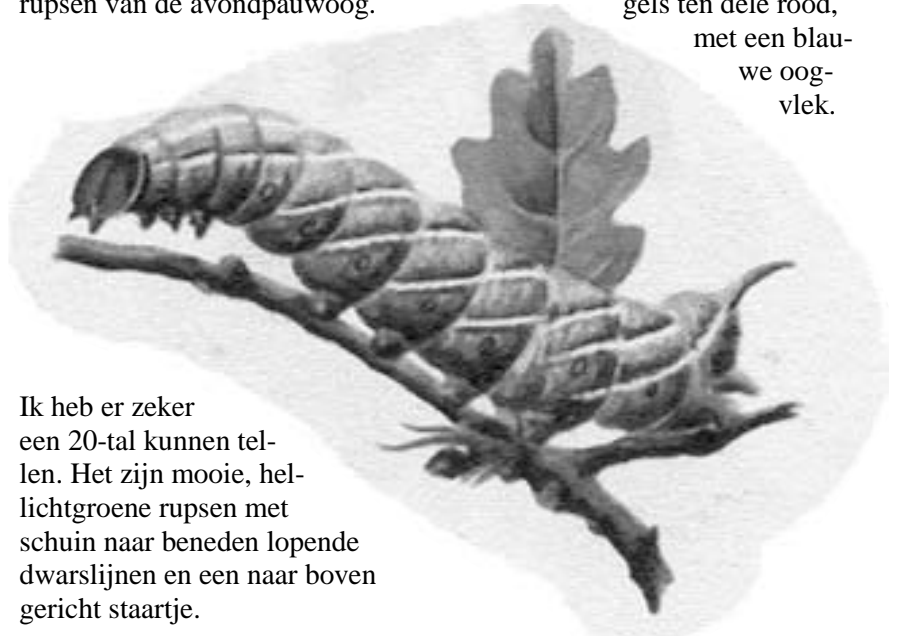 rupsen van de avondpauwoog.
Ik heb er zeker
een 20-tal kunnen tel-
len. Het zijn mooie, hel-
lichtgroene rupsen met
schuin naar beneden lopende
dwarslijnen en een naar boven
gericht staartje.
gels ten dele rood,
met een blau-
we oog-
vlek.